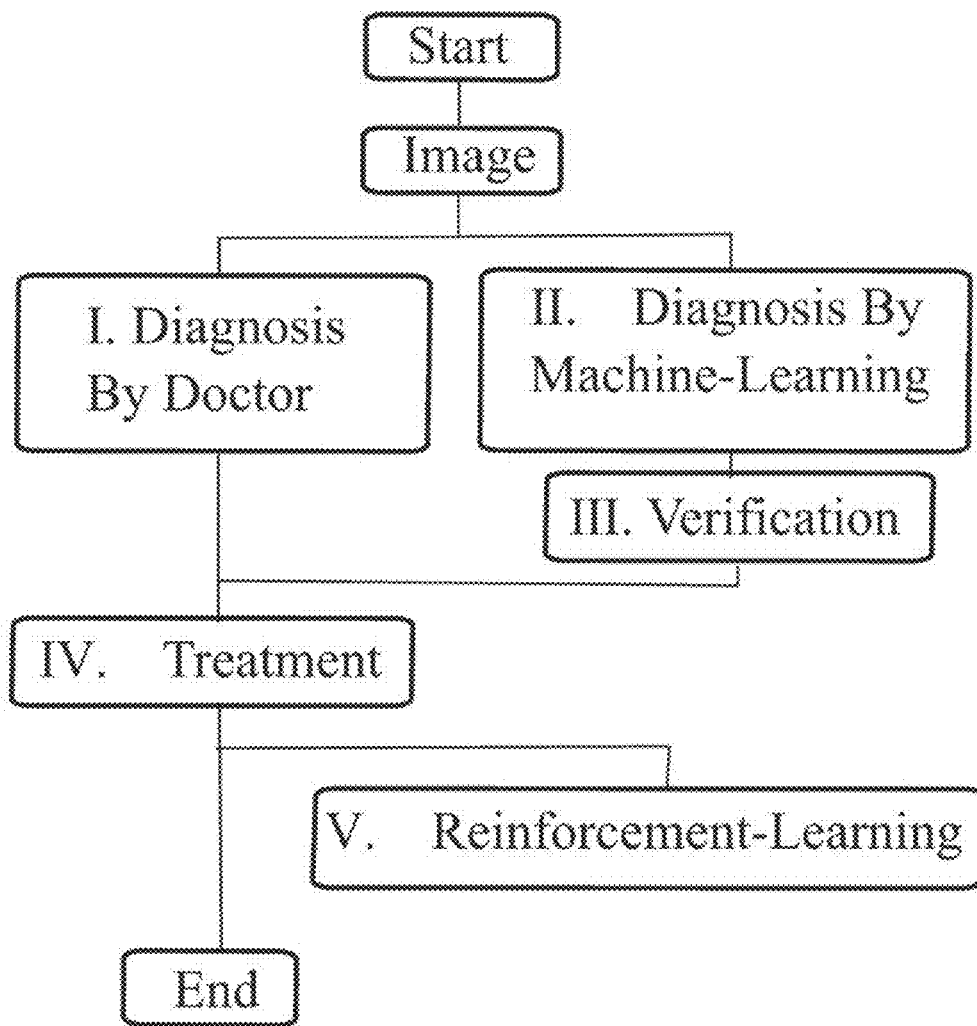 Start
Image
I. Diagnosis
By Doctor
II. Diagnosis By
Machine-Learning
III. Verification
IV. Treatment
V. Reinforcement-Learning
End